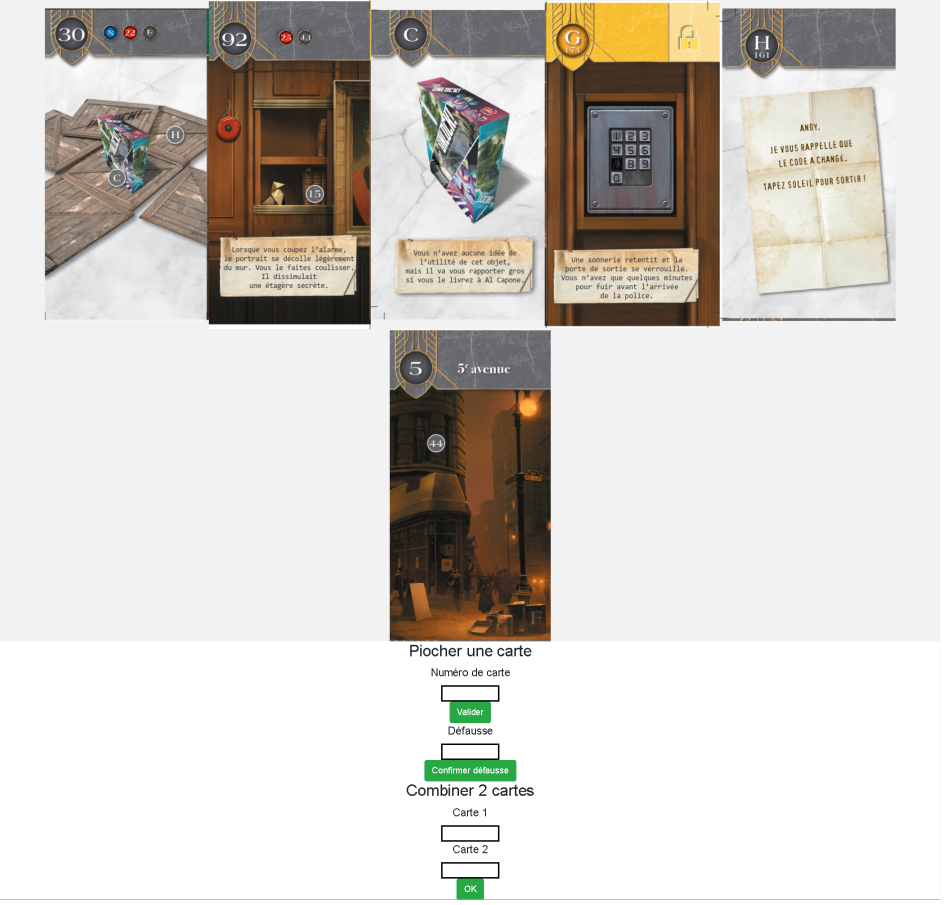 30
8
22
F
H
C
UNLOCK!
92
25
43
15
Lorsque vous coupez l'alarme,
le portrait se décolle légèrement
du mur. Vous le faites coulisser.
Il dissimulait
une étagère secrète.
C
UNLOCK!
Vous n'avez aucune idée de
l'utilité de cet objet,
mais il va vous rapporter gros
si vous le livrez à Al Capone.
G
171
1 2 3
4 5 6
8 9
0
Une sonnerie retentit et la
porte de sortie se verrouille.
Vous n'avez que quelques minutes
pour fuir avant l'arrivée
de la police.
H
161
ANDY,
JE VOUS RAPPELLE QUE
LE CODE A CHANGÉ.
TAPEZ SOLEIL POUR SORTIR !
5
5e avenue
44
F
Piocher une carte
Numéro de carte
Valider
Défausse
Confirmer défausse
Combiner 2 cartes
Carte 1
Carte 2
OK